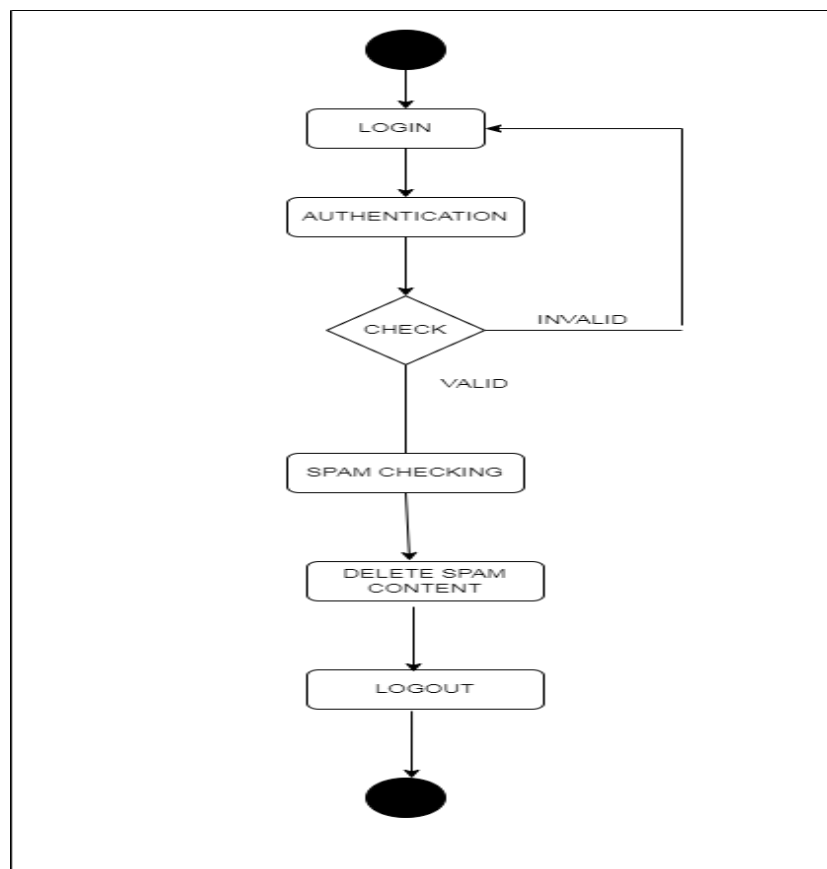 LOGIN
AUTHENTICATION
CHECK
INVALID
VALID
SPAM CHECKING
DELETE SPAM
CONTENT
LOGOUT